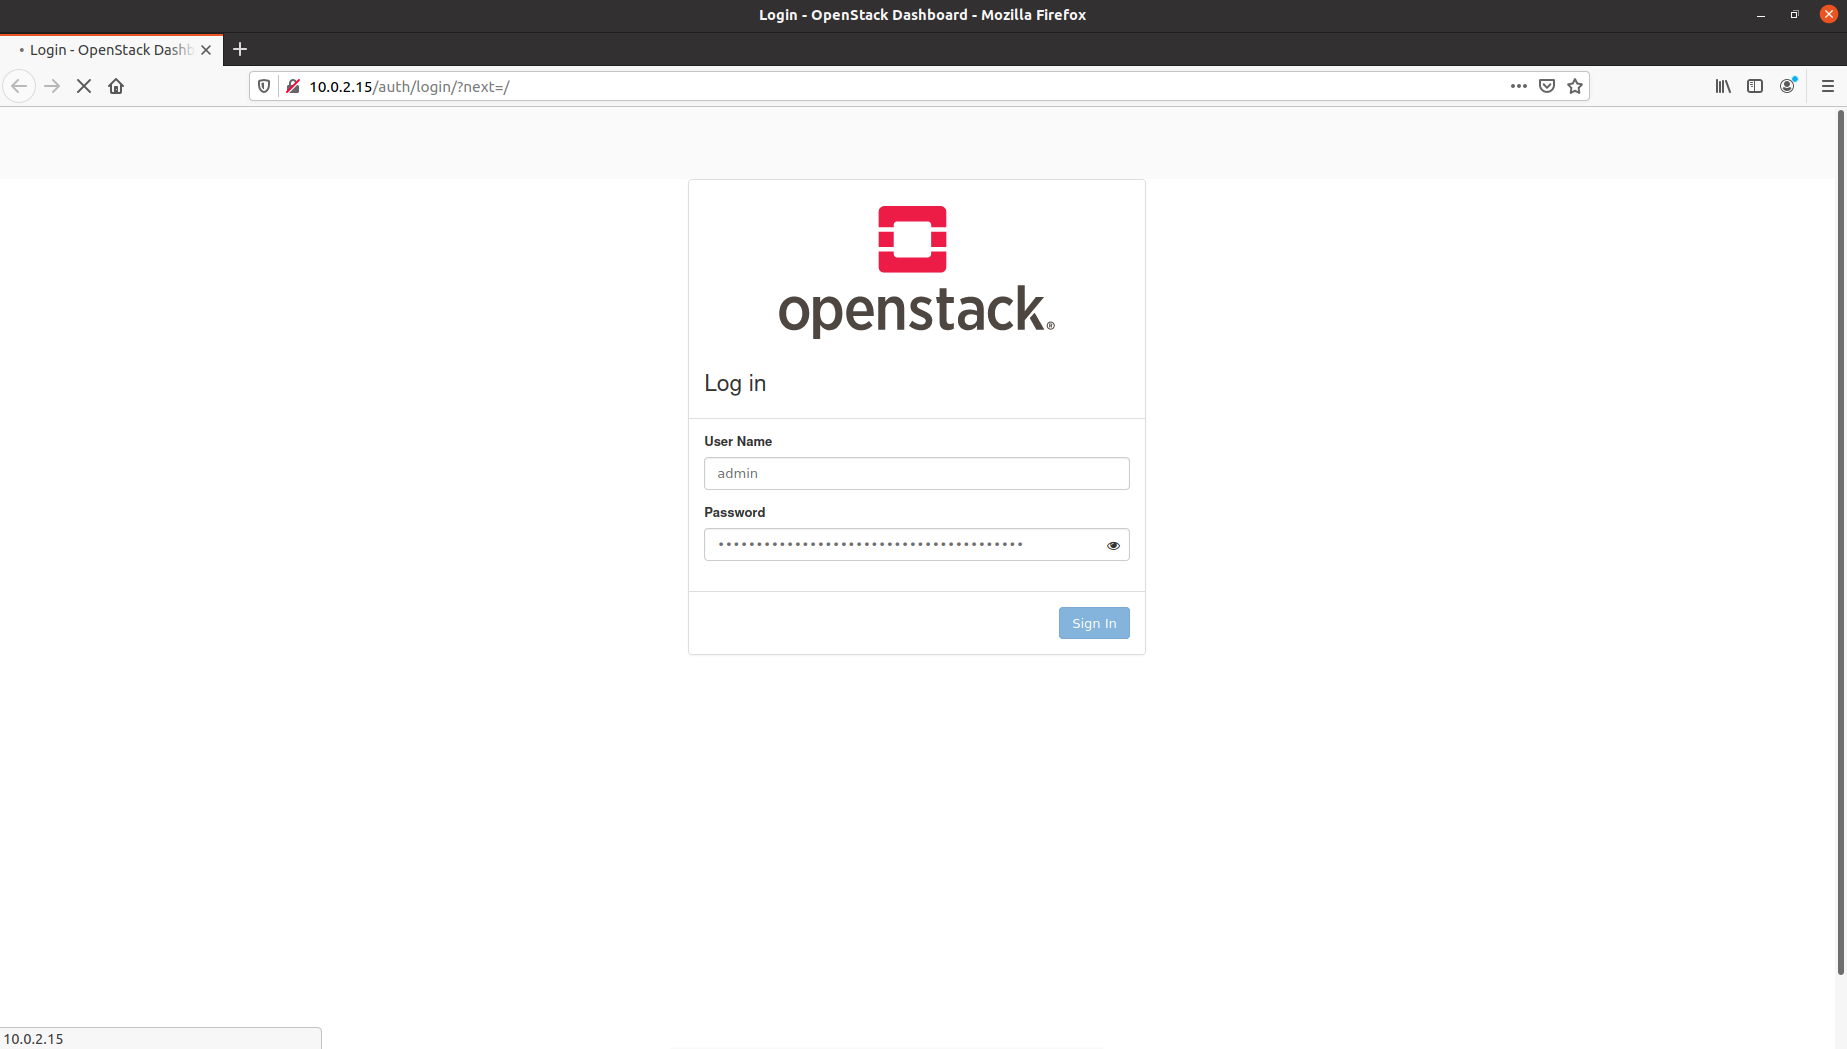 Login - OpenStack Dashboard - Mozilla Firefox
Login - OpenStack Dashb
10.0.2.15/auth/login/?next=/
openstack.®
Log in
User Name
admin
Password
••••••••••••••••••••••••••••••••••••••••
Sign In
10.0.2.15